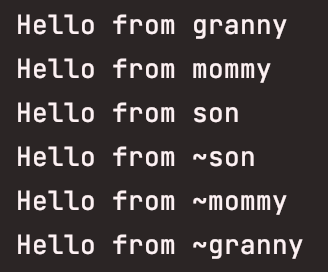 Hello from granny
Hello from mommy
Hello from son
Hello from ~son
Hello from ~mommy
Hello from ~granny